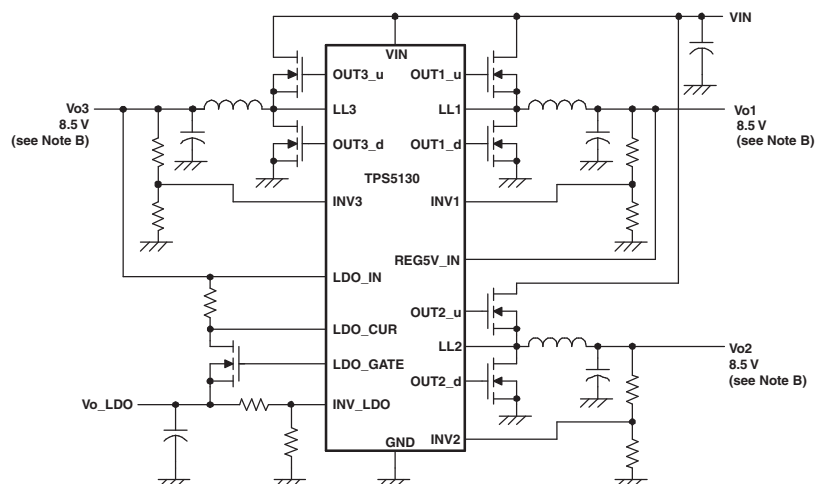 VIN
VIN
OUT3_u
OUT1_u
Vo3
8.5 V
(see Note B)
LL3
LL1
Vo1
8.5 V
(see Note B)
OUT3_d
OUT1_d
TPS5130
INV3
INV1
REG5V_IN
LDO_IN
OUT2_u
LDO_CUR
LL2
Vo2
8.5 V
(see Note B)
LDO_GATE
OUT2_d
Vo_LDO
INV_LDO
GND
INV2